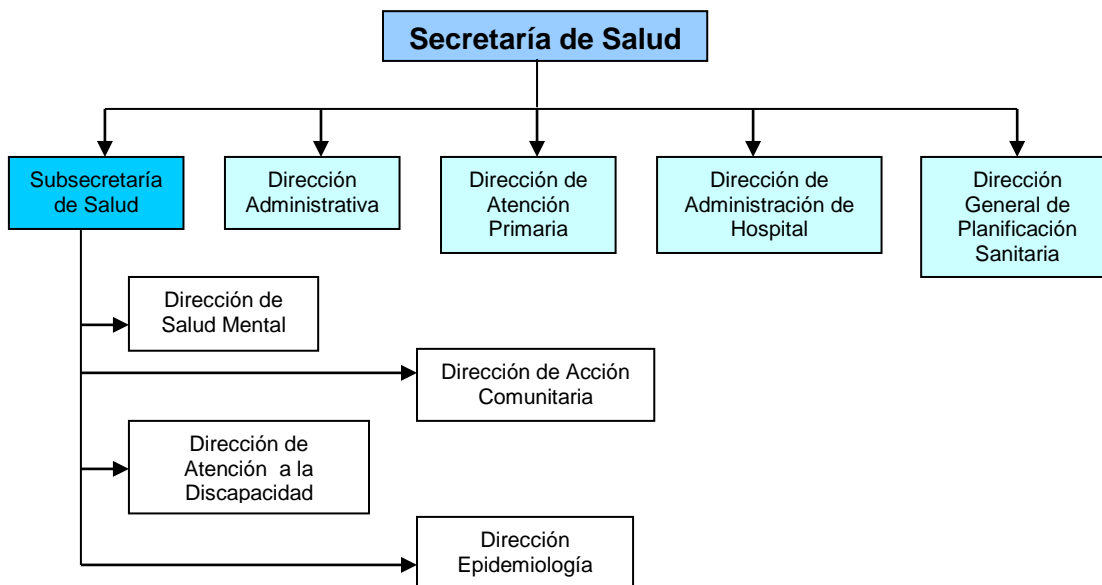 Secretaría de Salud
Subsecretaría
de Salud
Dirección
Administrativa
Dirección de
Atención
Primaria
Dirección de
Administración de
Hospital
Dirección
General de
Planificación
Sanitaria
Dirección de
Salud Mental
Dirección de Acción
Comunitaria
Dirección de
Atención a la
Discapacidad
Dirección
Epidemiología